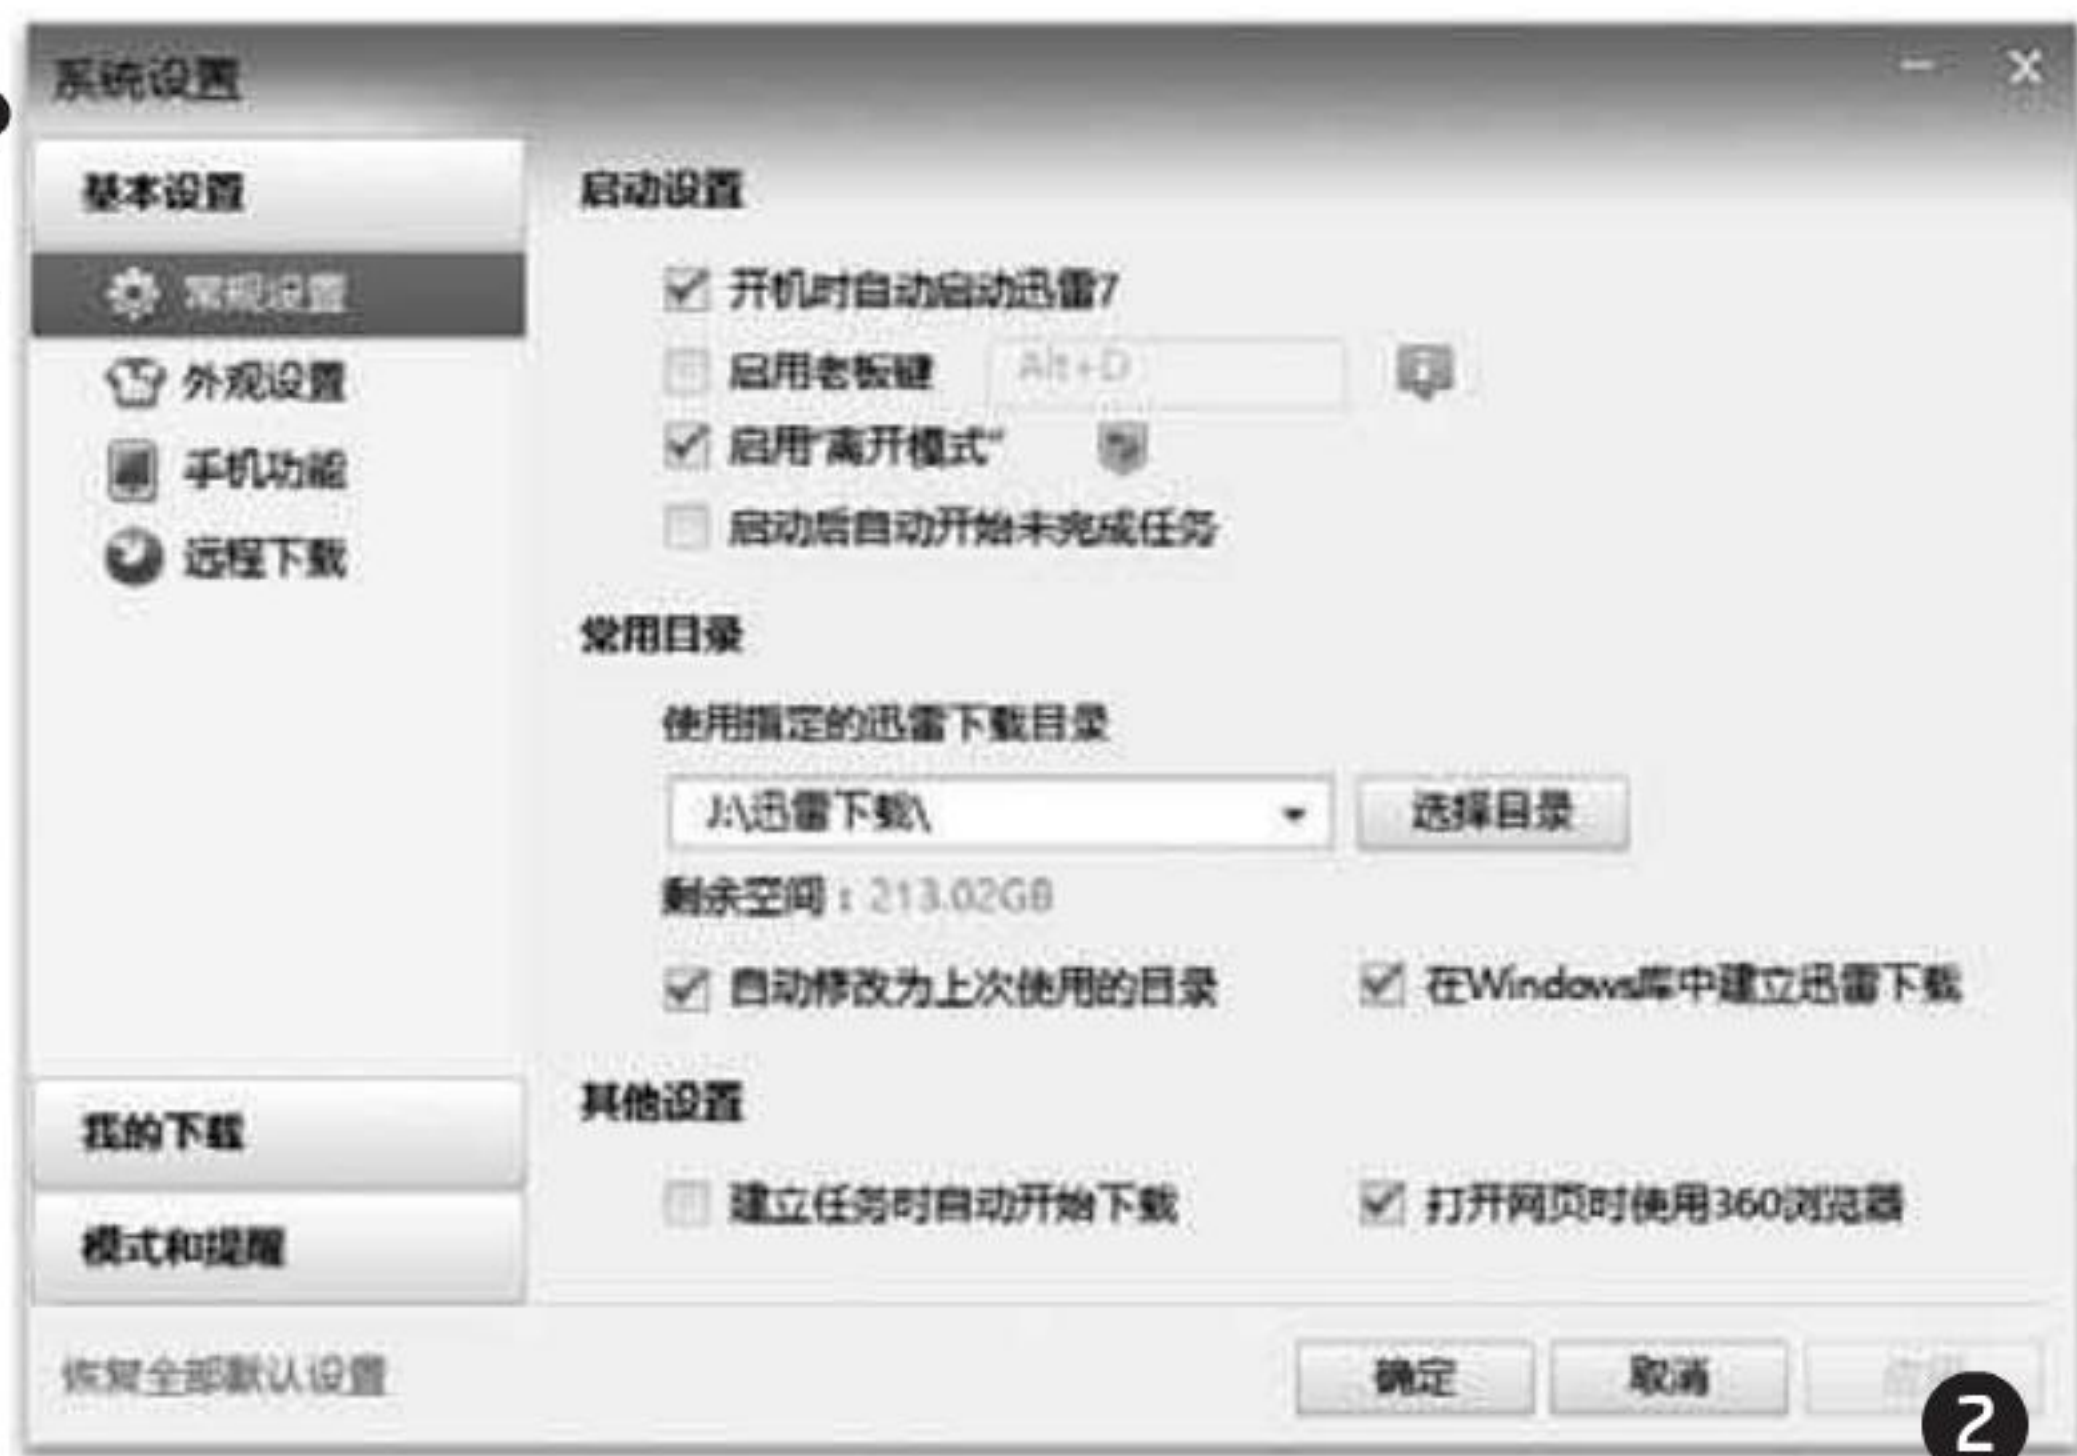 系统设置
基本设置
常规设置
外观设置
手机功能
远程下载
我的下载
模式和提醒
恢复全部默认设置
启动设置
开机时自动启动迅雷7
启用老板键 Alt+D
启用"离开模式"
启动后自动开始未完成任务
常用目录
使用指定的迅雷下载目录
J:\迅雷下载\ 选择目录
剩余空间：213.02GB
自动修改为上次使用的目录 在Windows库中建立迅雷下载
其他设置
建立任务时自动开始下载 打开网页时使用360浏览器
确定 取消
2